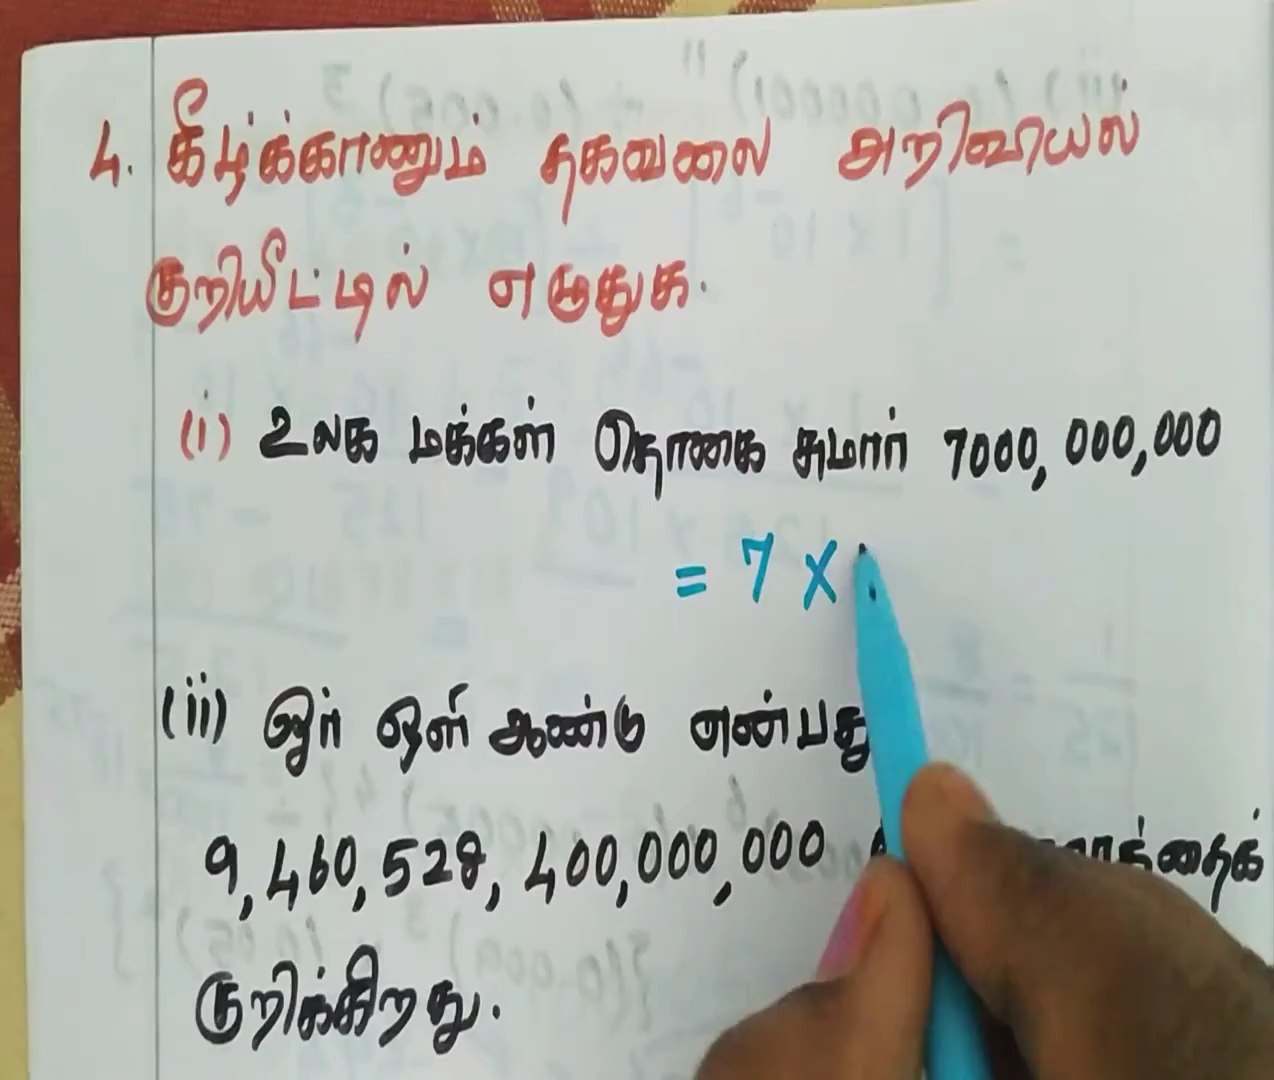 4. கீழ்க்காணும் தகவலை அறிவியல்
குறியீட்டில் எழுதுக.
(i) உலக மக்கள் தொகை சுமார் 7000,000,000
= 7 ×
(ii) ஓர் ஒளி ஆண்டு என்பது
9,460,528,400,000,000
குறிக்கிறது.